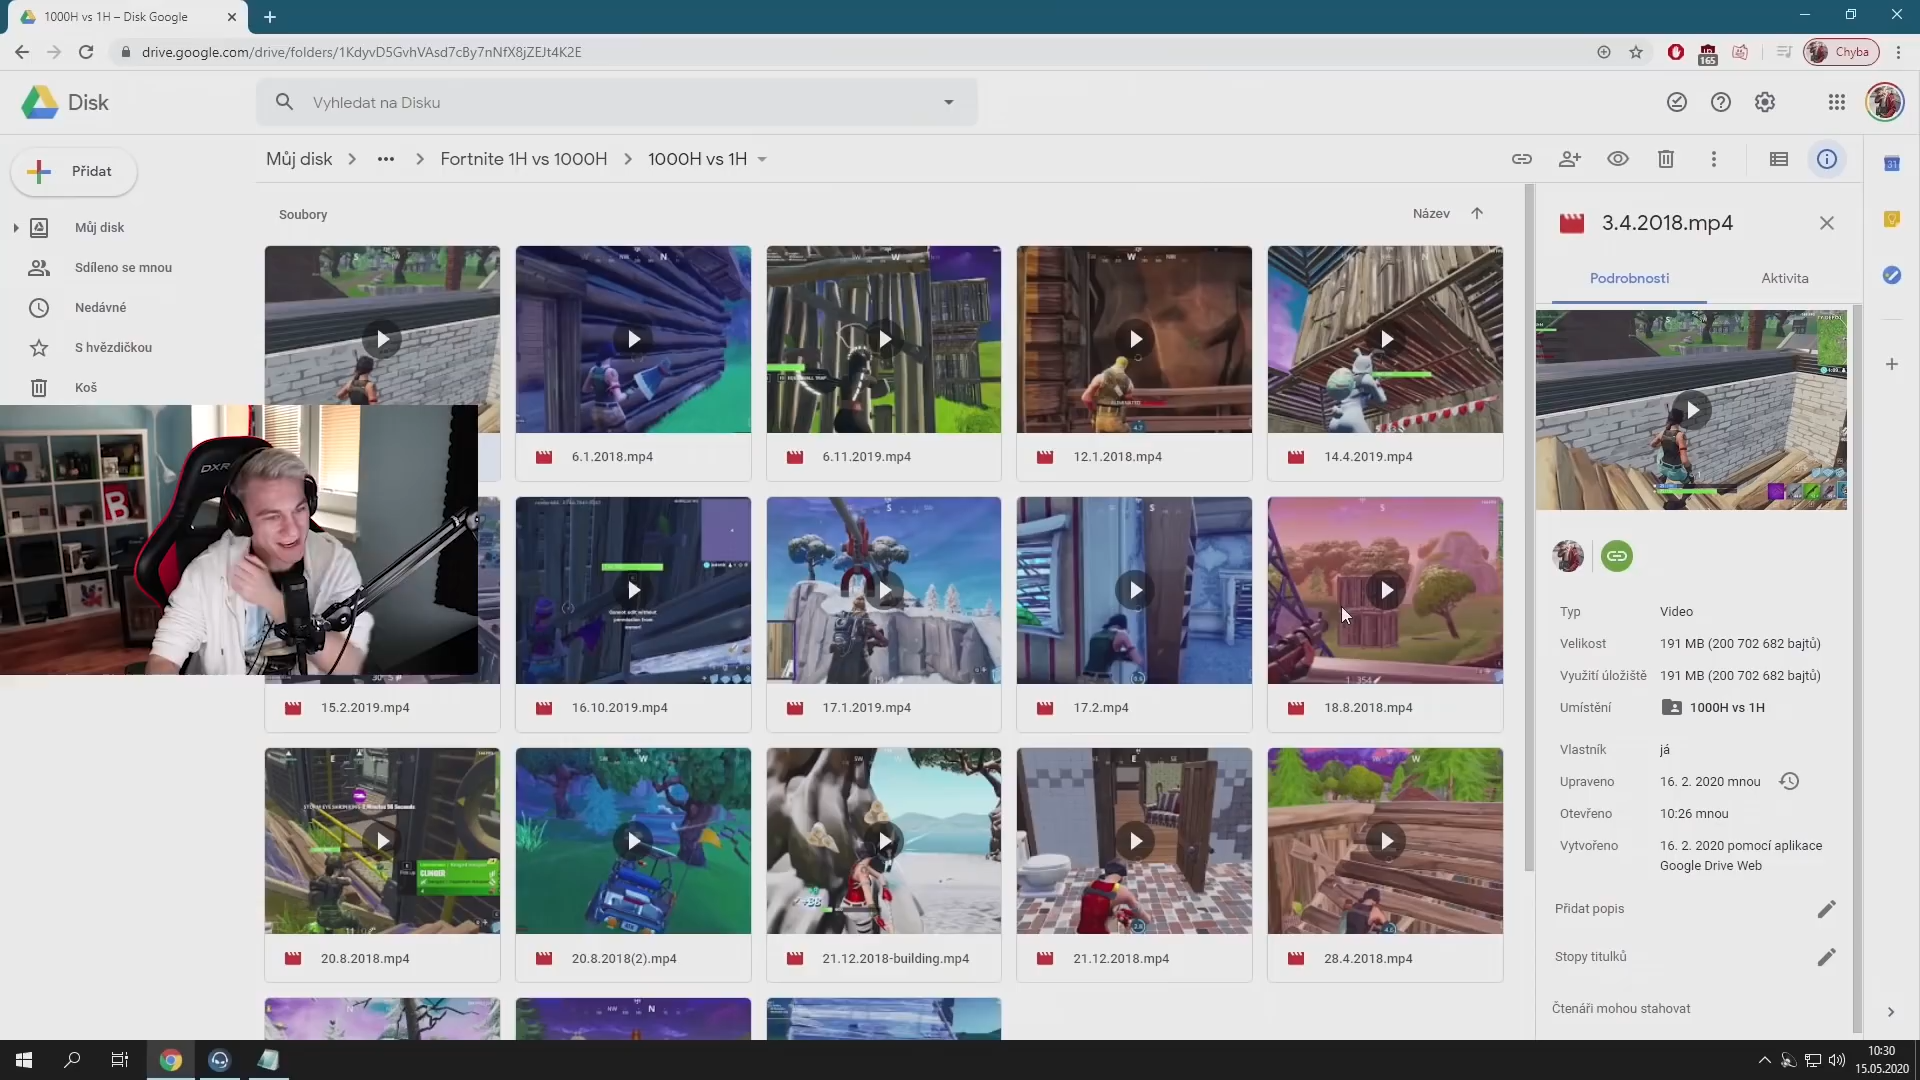 1000H vs 1H – Disk Google
drive.google.com/drive/folders/1KdyvD5GvhVAsd7cBy7nNfX8jZEJt4K2E
165
Chyba
Disk
Vyhledat na Disku
Přidat
Můj disk
Fortnite 1H vs 1000H
1000H vs 1H
31
Můj disk
Sdíleno se mnou
Nedávné
S hvězdičkou
Koš
Soubory
Název
6.1.2018.mp4
6.11.2019.mp4
12.1.2018.mp4
14.4.2019.mp4
15.2.2019.mp4
16.10.2019.mp4
17.1.2019.mp4
17.2.mp4
18.8.2018.mp4
20.8.2018.mp4
20.8.2018(2).mp4
21.12.2018-building.mp4
21.12.2018.mp4
28.4.2018.mp4
3.4.2018.mp4
Podrobnosti
Aktivita
Typ
Video
Velikost
191 MB (200 702 682 bajtů)
Využití úložiště
191 MB (200 702 682 bajtů)
Umístění
1000H vs 1H
Vlastník
já
Upraveno
16. 2. 2020 mnou
Otevřeno
10:26 mnou
Vytvořeno
16. 2. 2020 pomocí aplikace
Google Drive Web
Přidat popis
Stopy titulků
Čtenáři mohou stahovat
10:30
15.05.2020